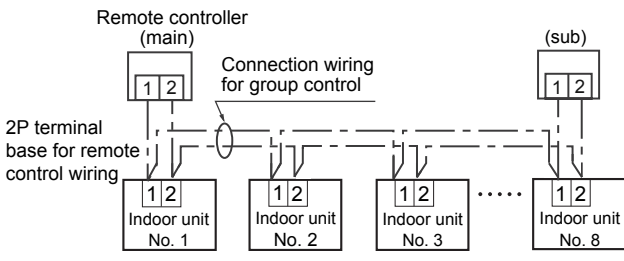 Remote controller
(main)
(sub)
Connection wiring
for group control
1 2
1 2
2P terminal
base for remote
control wiring
1 2
1 2
1 2
1 2
Indoor unit
No. 1
Indoor unit
No. 2
Indoor unit
No. 3
Indoor unit
No. 8